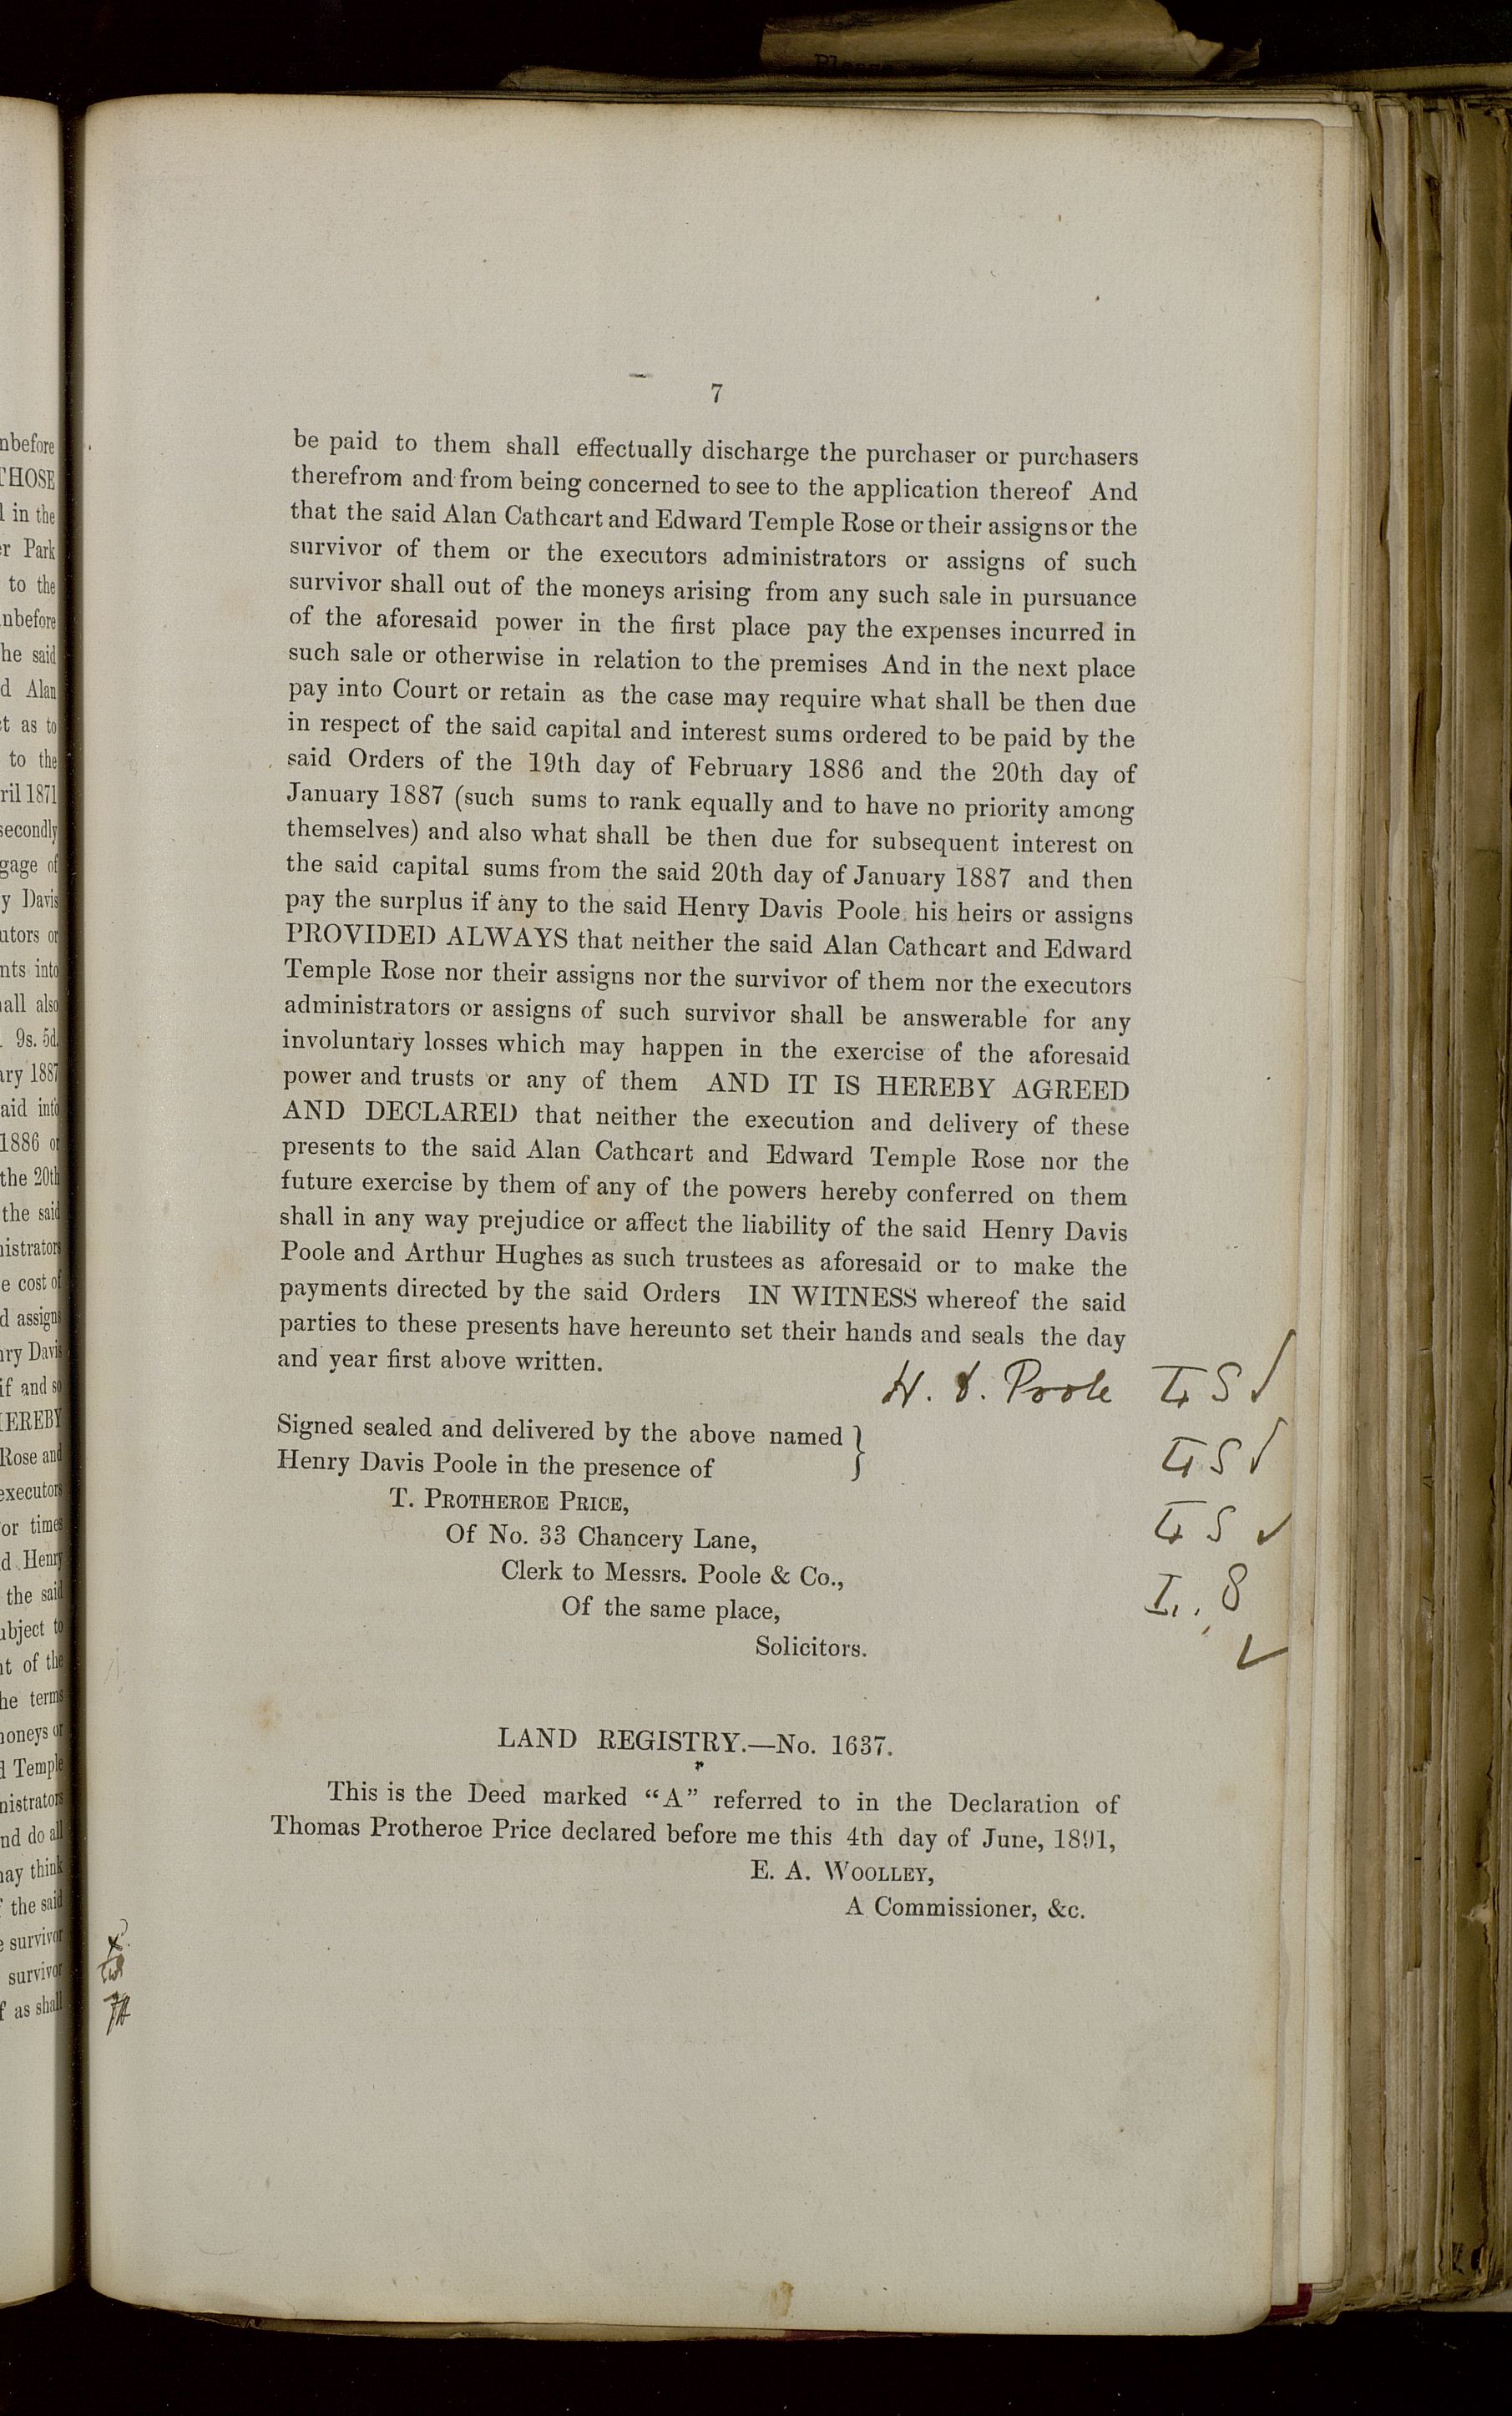 7
be paid to them shall effectually discharge the purchaser or purchasers
therefrom and from being concerned to see to the application thereof And
that the said Alan Cathcart and Edward Temple Rose or their assigns or the
survivor of them or the executors administrators or assigns of such
survivor shall out of the moneys arising from any such sale in pursuance
of the aforesaid power in the first place pay the expenses incurred in
such sale or otherwise in relation to the premises And in the next place
pay into Court or retain as the case may require what shall be then due
in respect of the said capital and interest sums ordered to be paid by the
said Orders of the 19th day of February 1886 and the 20th day of
January 1887 (such sums to rank equally and to have no priority among
themselves) and also what shall be then due for subsequent interest on
the said capital sums from the said 20th day of January 1887 and then
pay the surplus if any to the said Henry Davis Poole his heirs or assigns
PROVIDED ALWAYS that neither the said Alan Cathcart and Edward
Temple Rose nor their assigns nor the survivor of them nor the executors
administrators or assigns of such survivor shall be answerable for any
involuntary losses which may happen in the exercise of the aforesaid
power and trusts or any of them AND IT IS HEREBY AGREED
AND DECLARED that neither the execution and delivery of these
presents to the said Alan Cathcart and Edward Temple Rose nor the
future exercise by them of any of the powers hereby conferred on them
shall in any way prejudice or affect the liability of the said Henry Davis
Poole and Arthur Hughes as such trustees as aforesaid or to make the
payments directed by the said Orders IN WITNESS whereof the said
parties to these presents have hereunto set their hands and seals the day
and year first above written.
H. D. Poole L S
Signed sealed and delivered by the above named
Henry Davis Poole in the presence of
L S
T. PROTHEROE PRICE,
Of No. 33 Chancery Lane,
L S
Clerk to Messrs. Poole & Co.,
Of the same place,
L. S
Solicitors.
LAND REGISTRY.—No. 1637.
This is the Deed marked “A” referred to in the Declaration of
Thomas Protheroe Price declared before me this 4th day of June, 1891,
E. A. WOOLLEY,
A Commissioner, &c.